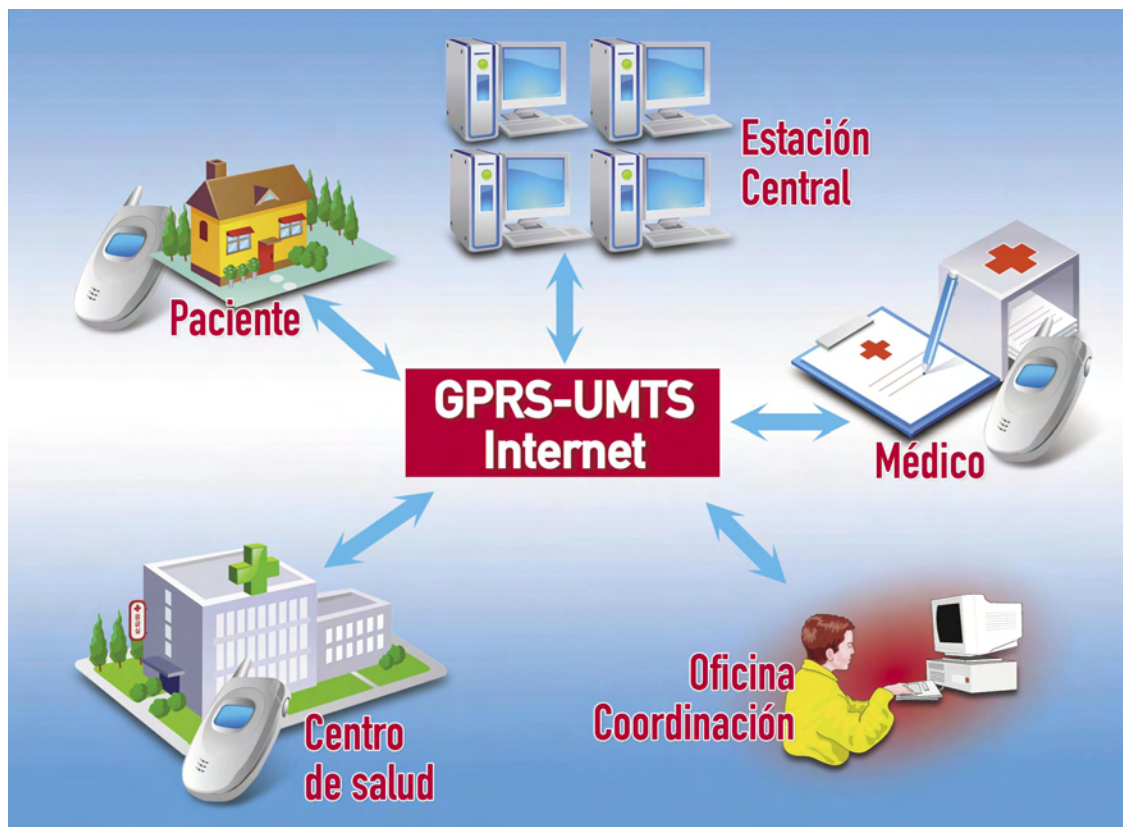 Estación
Central
Paciente
GPRS-UMTS
Internet
Médico
Centro
de salud
Oficina
Coordinación